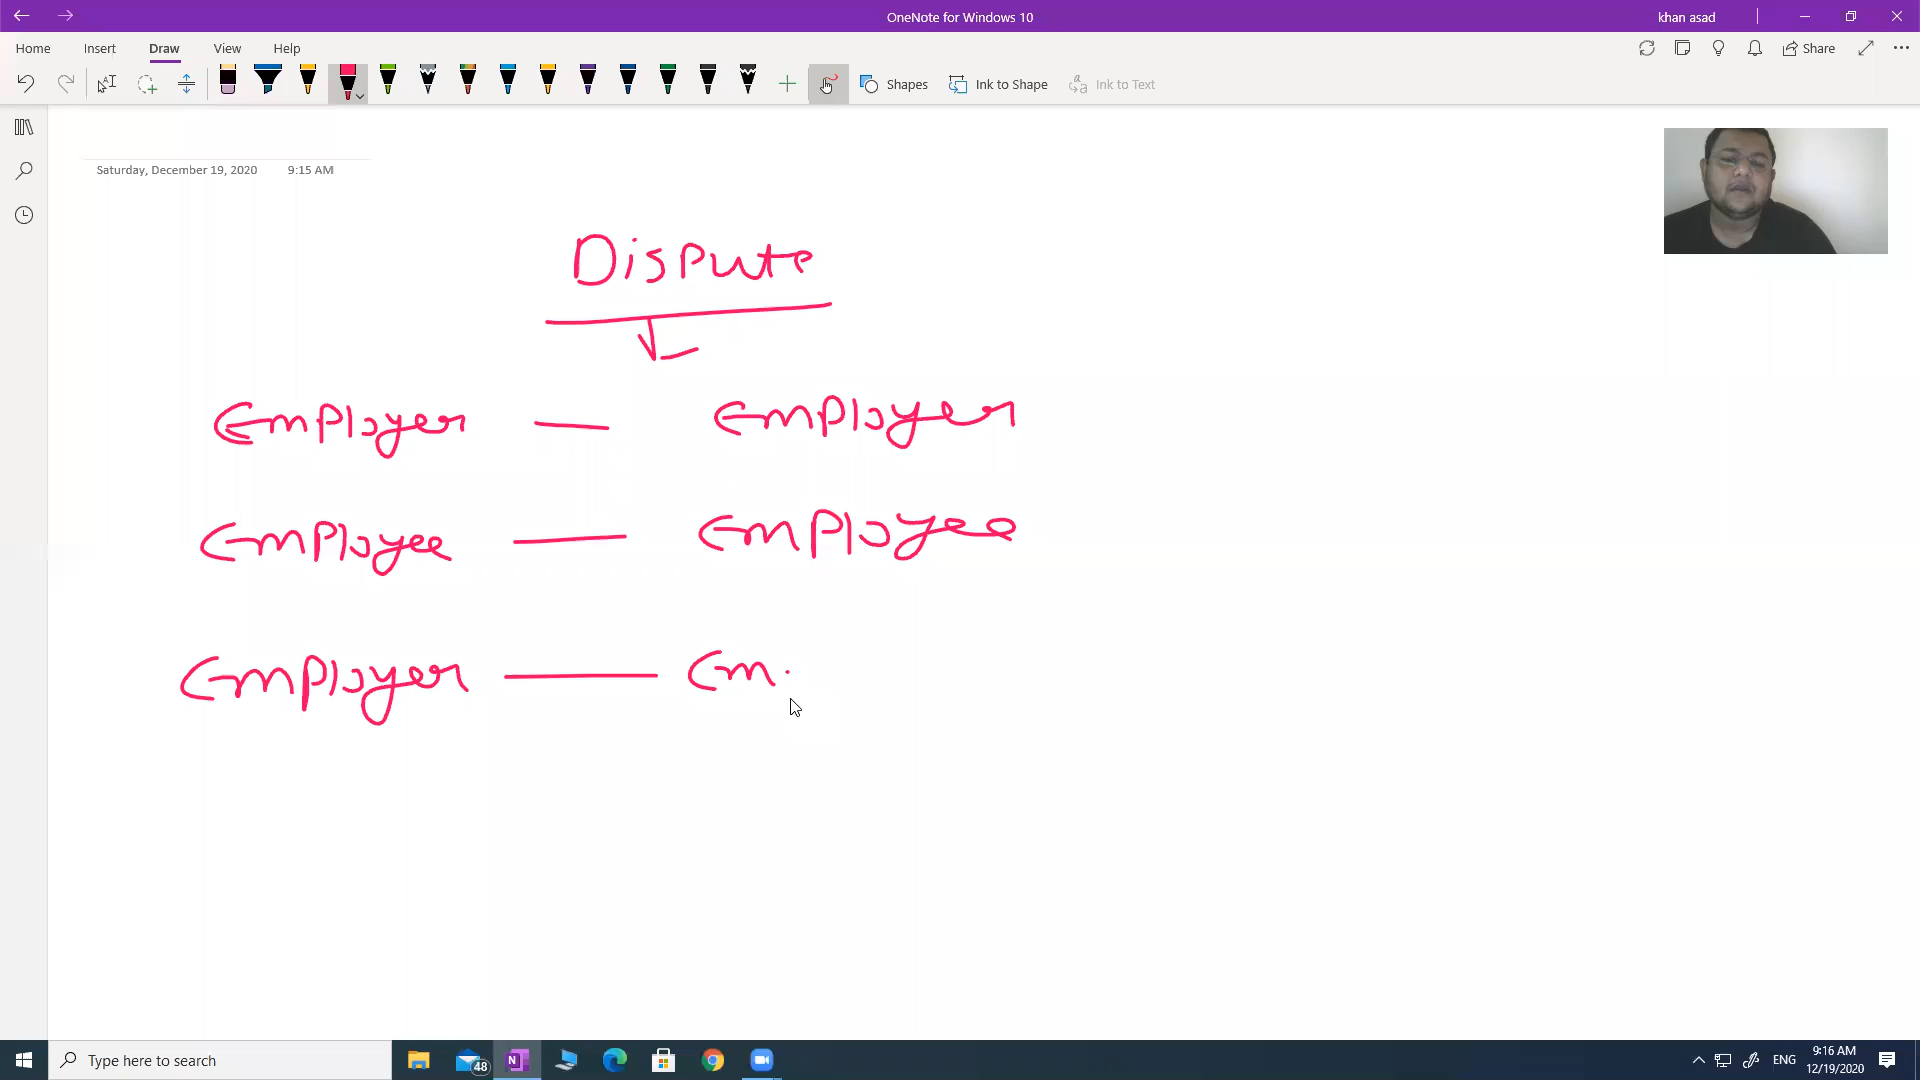 OneNote for Windows 10
khan asad
Home Insert Draw View Help
Share
Shapes Ink to Shape Ink to Text
Saturday, December 19, 2020 9:15 AM
Dispute
Employer — Employer
Employee — Employee
Employer — Em
Type here to search
48
ENG
9:16 AM
12/19/2020